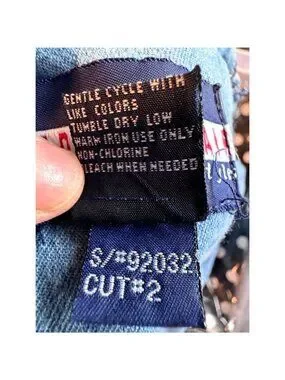 GENTLE CYCLE WITH
LIKE COLORS
TUMBLE DRY LOW
WARM IRON USE ONLY
NON-CHLORINE
BLEACH WHEN NEEDED
S/#92032
CUT#2